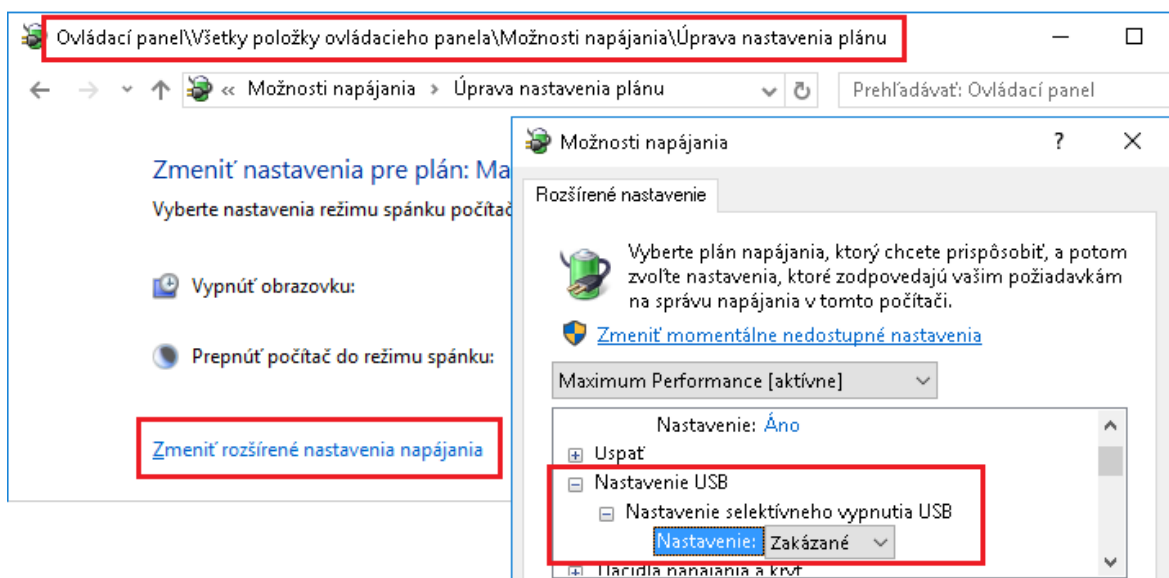 Ovládací panel\Všetky položky ovládacieho panela\Možnosti napájania\Úprava nastavenia plánu
« Možnosti napájania › Úprava nastavenia plánu
Prehľadávať: Ovládací panel
Zmeniť nastavenia pre plán: Ma
Vyberte nastavenia režimu spánku počítač
Vypnúť obrazovku:
Prepnúť počítač do režimu spánku:
Zmeniť rozšírené nastavenia napájania
Možnosti napájania
?
Rozšírené nastavenie
Vyberte plán napájania, ktorý chcete prispôsobiť, a potom
zvoľte nastavenia, ktoré zodpovedajú vašim požiadavkám
na správu napájania v tomto počítači.
Zmeniť momentálne nedostupné nastavenia
Maximum Performance [aktívne]
Nastavenie: Áno
Uspať
Nastavenie USB
Nastavenie selektívneho vypnutia USB
Nastavenie: Zakázané
Tlačidlá napájania a kryt